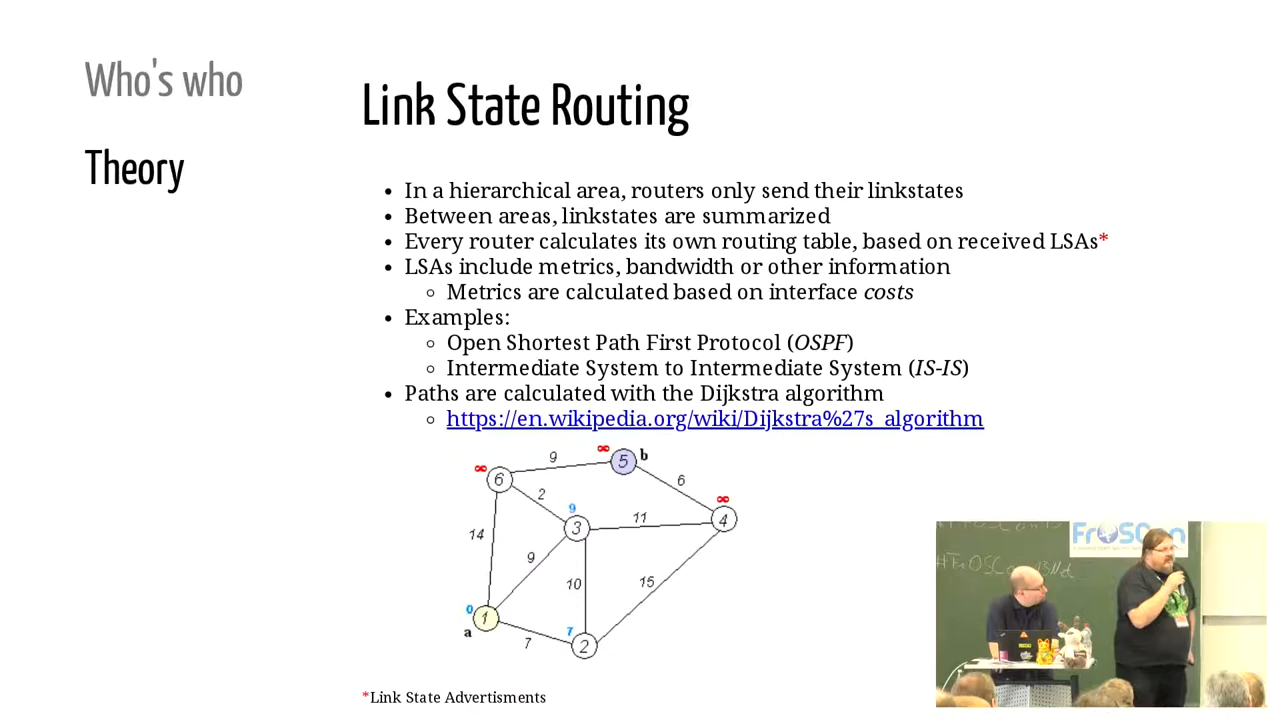 Who's who
Theory
Link State Routing
In a hierarchical area, routers only send their linkstates
Between areas, linkstates are summarized
Every router calculates its own routing table, based on received LSAs*
LSAs include metrics, bandwidth or other information
Metrics are calculated based on interface costs
Examples:
Open Shortest Path First Protocol (OSPF)
Intermediate System to Intermediate System (IS-IS)
Paths are calculated with the Dijkstra algorithm
https://en.wikipedia.org/wiki/Dijkstra%27s_algorithm
∞ 9 ∞ 5 b
6
2
6
9
∞
14
3
11
4
9
10
15
0
1
a
7
7
2
FrOSCon
*Link State Advertisments